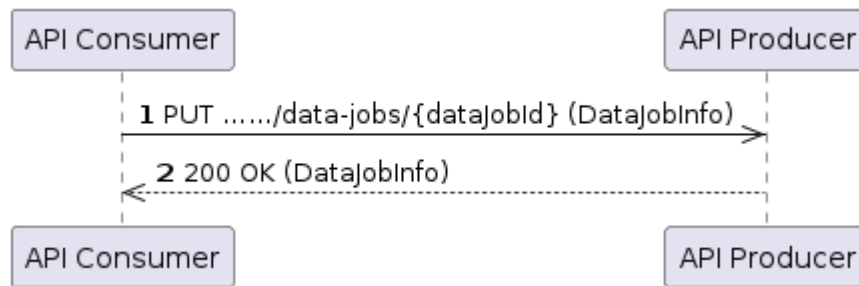 API Consumer
API Producer
1 PUT ....../data-jobs/{dataJobId} (DataJobInfo)
2 200 OK (DataJobInfo)
API Consumer
API Producer